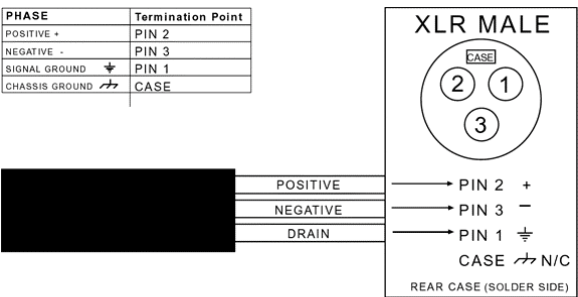 PHASE Termination Point
POSITIVE + PIN 2
NEGATIVE - PIN 3
SIGNAL GROUND PIN 1
CHASSIS GROUND CASE
XLR MALE
CASE
2 1
3
POSITIVE PIN 2 +
NEGATIVE PIN 3 −
DRAIN PIN 1
CASE N/C
REAR CASE (SOLDER SIDE)